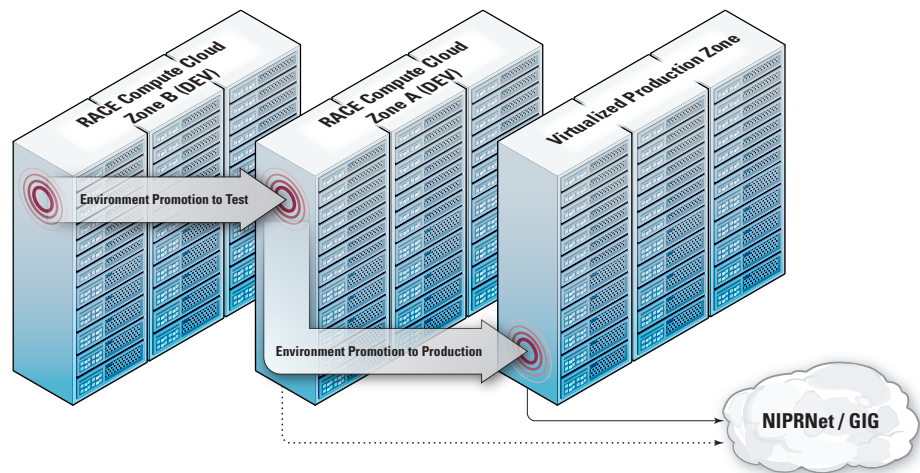 RACE Compute Cloud
Zone B (DEV)
RACE Compute Cloud
Zone A (DEV)
Virtualized Production Zone
Environment Promotion to Test
Environment Promotion to Production
NIPRNet / GIG